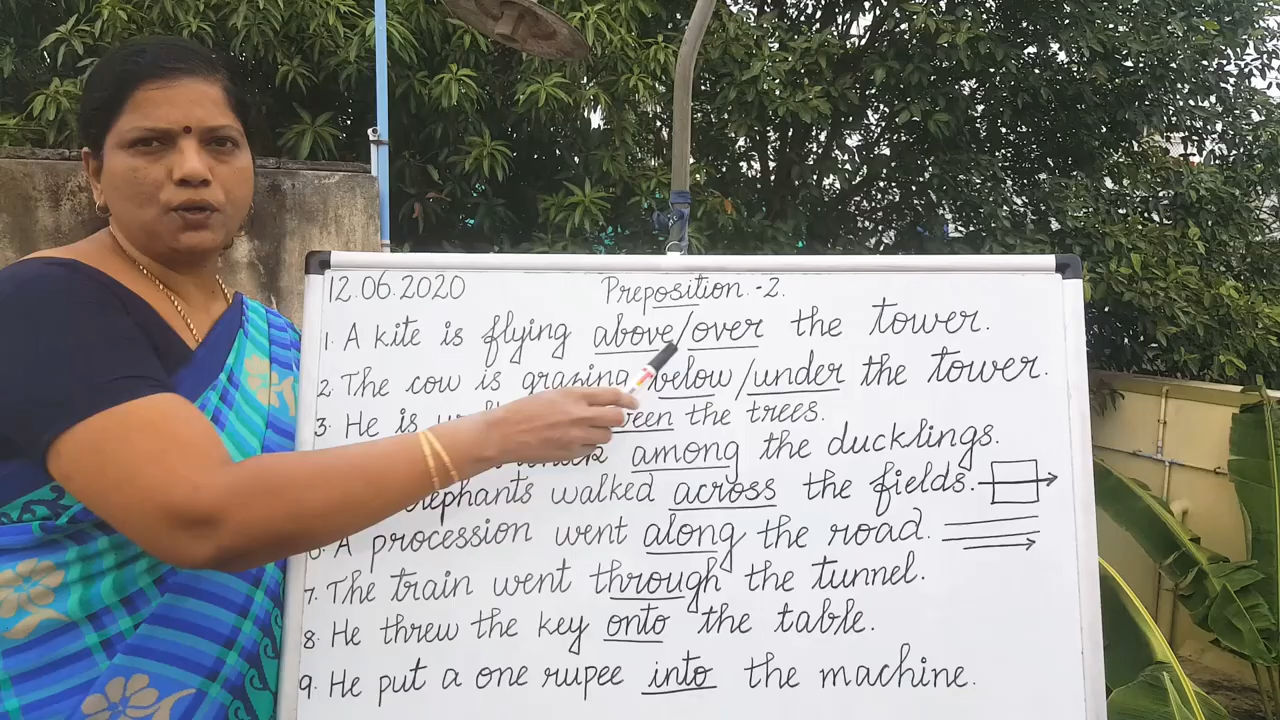 12.06.2020 Preposition.-2.
1. A kite is flying above/over the tower.
2. The cow is grazing below/under the tower.
3. He is the trees.
among the ducklings.
elephants walked across the fields.
6. A procession went along the road.
7. The train went through the tunnel.
8. He threw the key onto the table.
9. He put a one rupee into the machine.